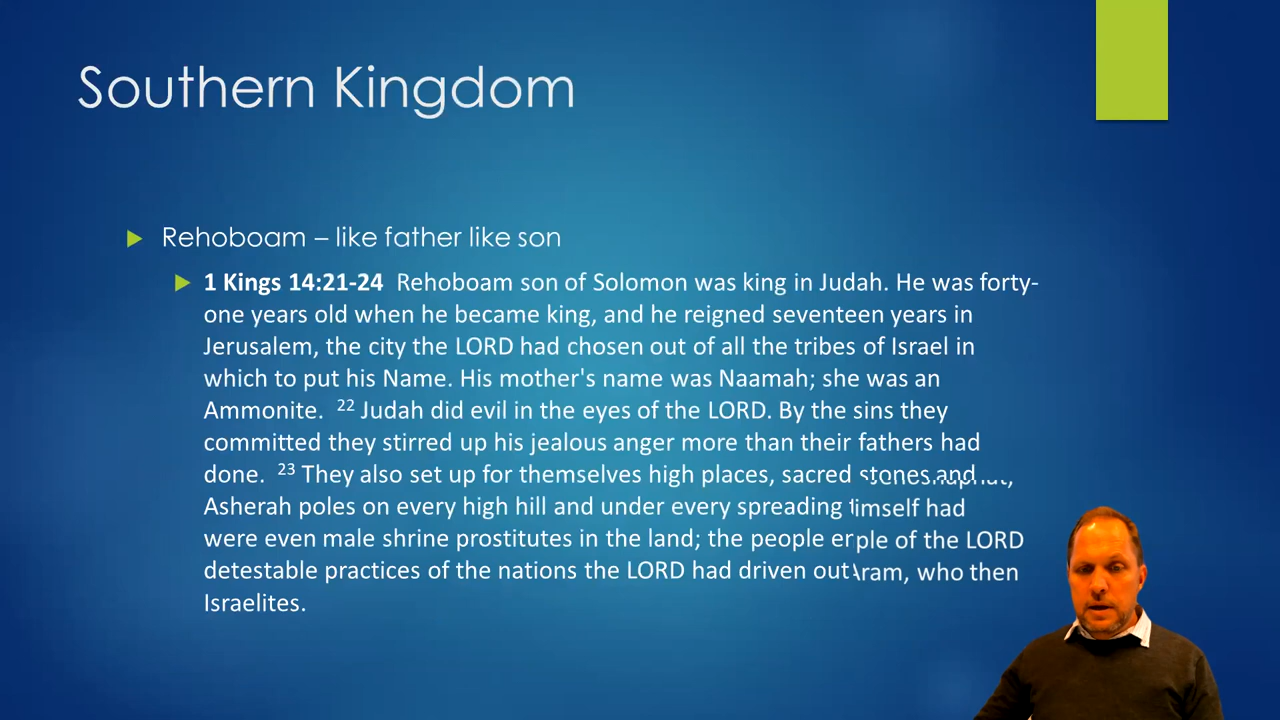 Southern Kingdom
Rehoboam – like father like son
1 Kings 14:21-24 Rehoboam son of Solomon was king in Judah. He was forty-
one years old when he became king, and he reigned seventeen years in
Jerusalem, the city the LORD had chosen out of all the tribes of Israel in
which to put his Name. His mother's name was Naamah; she was an
Ammonite. 22 Judah did evil in the eyes of the LORD. By the sins they
committed they stirred up his jealous anger more than their fathers had
done. 23 They also set up for themselves high places, sacred stones and
Asherah poles on every high hill and under every spreading imself had
were even male shrine prostitutes in the land; the people ple of the LORD
detestable practices of the nations the LORD had driven out ram, who then
Israelites.